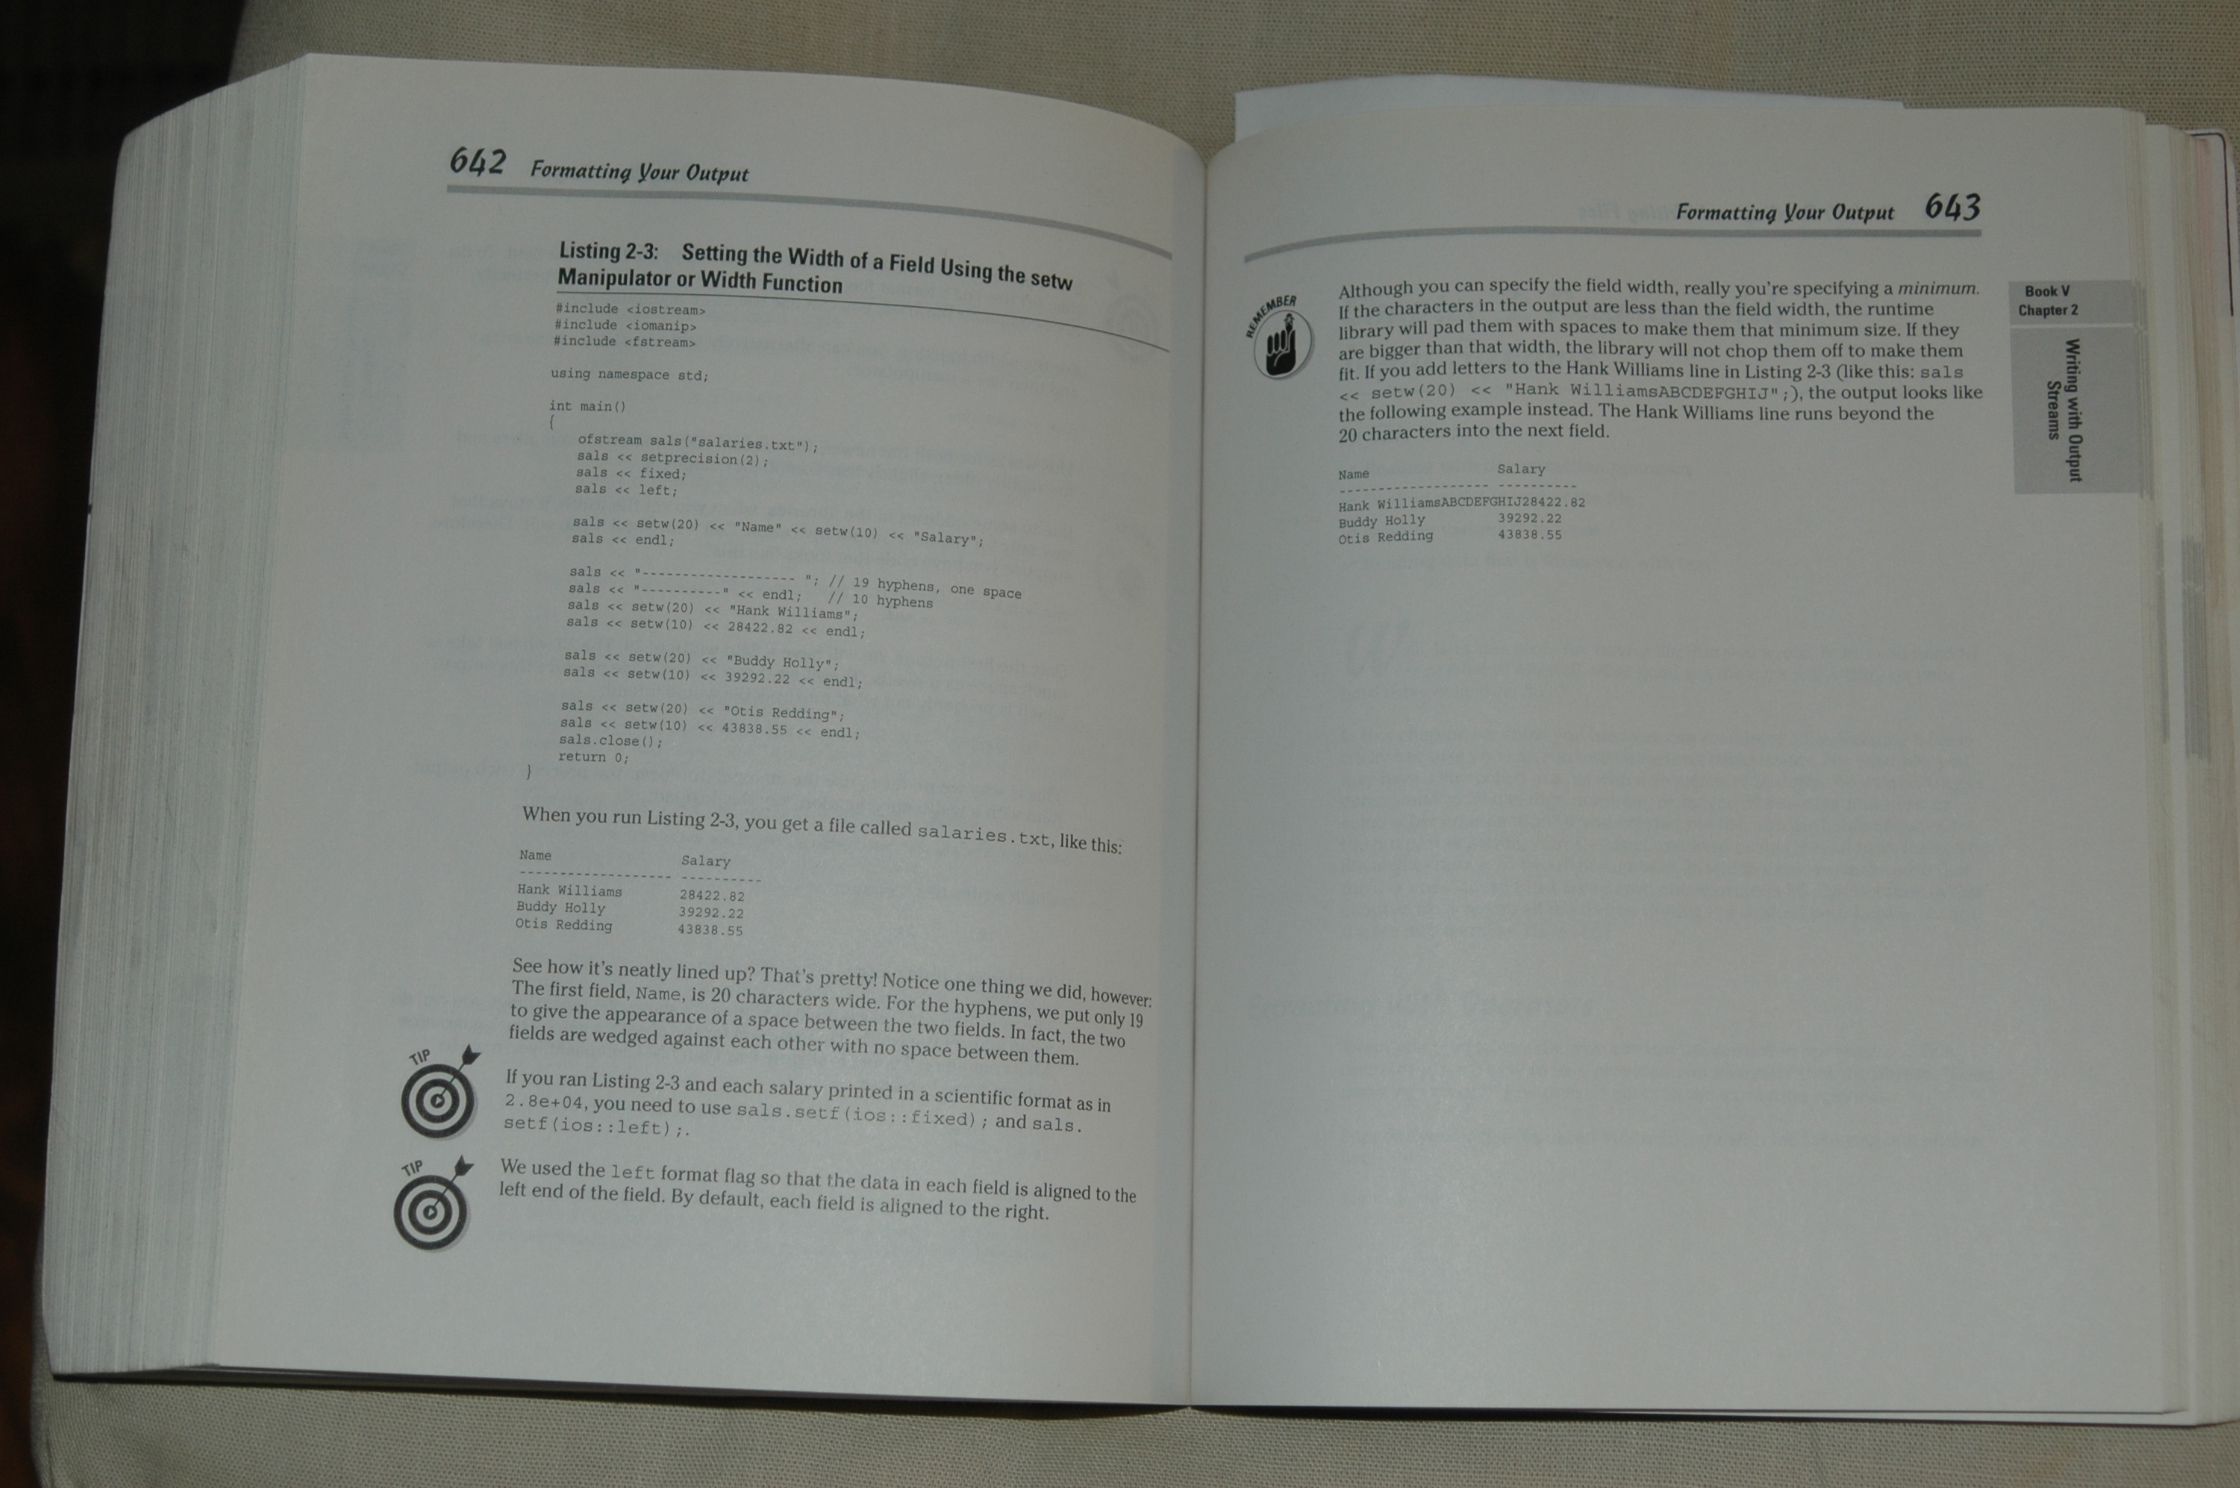 642 Formatting Your Output
Listing 2-3: Setting the Width of a Field Using the setw
Manipulator or Width Function
#include <iostream>
#include <iomanip>
#include <fstream>
using namespace std;
int main()
{
ofstream sals("salaries.txt");
sals << setprecision(2);
sals << fixed;
sals << left;
sals << setw(20) << "Name" << setw(10) << "Salary";
sals << endl;
sals << "------------------- "; // 19 hyphens, one space
sals << "----------" << endl; // 10 hyphens
sals << setw(20) << "Hank Williams";
sals << setw(10) << 28422.82 << endl;
sals << setw(20) << "Buddy Holly";
sals << setw(10) << 39292.22 << endl;
sals << setw(20) << "Otis Redding";
sals << setw(10) << 43838.55 << endl;
sals.close();
return 0;
}
When you run Listing 2-3, you get a file called salaries.txt, like this:
Name Salary
------------------- ----------
Hank Williams 28422.82
Buddy Holly 39292.22
Otis Redding 43838.55
See how it's neatly lined up? That's pretty! Notice one thing we did, however:
The first field, Name, is 20 characters wide. For the hyphens, we put only 19
to give the appearance of a space between the two fields. In fact, the two
fields are wedged against each other with no space between them.
TIP
If you ran Listing 2-3 and each salary printed in a scientific format as in
2.8e+04, you need to use sals.setf(ios::fixed); and sals.
setf(ios::left);.
TIP
We used the left format flag so that the data in each field is aligned to the
left end of the field. By default, each field is aligned to the right.
Formatting Your Output 643
REMEMBER
Although you can specify the field width, really you're specifying a minimum.
If the characters in the output are less than the field width, the runtime
library will pad them with spaces to make them that minimum size. If they
are bigger than that width, the library will not chop them off to make them
fit. If you add letters to the Hank Williams line in Listing 2-3 (like this: sals
<< setw(20) << "Hank WilliamsABCDEFGHIJ";), the output looks like
the following example instead. The Hank Williams line runs beyond the
20 characters into the next field.
Name Salary
------------------- ----------
Hank WilliamsABCDEFGHIJ28422.82
Buddy Holly 39292.22
Otis Redding 43838.55
Book V
Chapter 2
Writing with Output
Streams